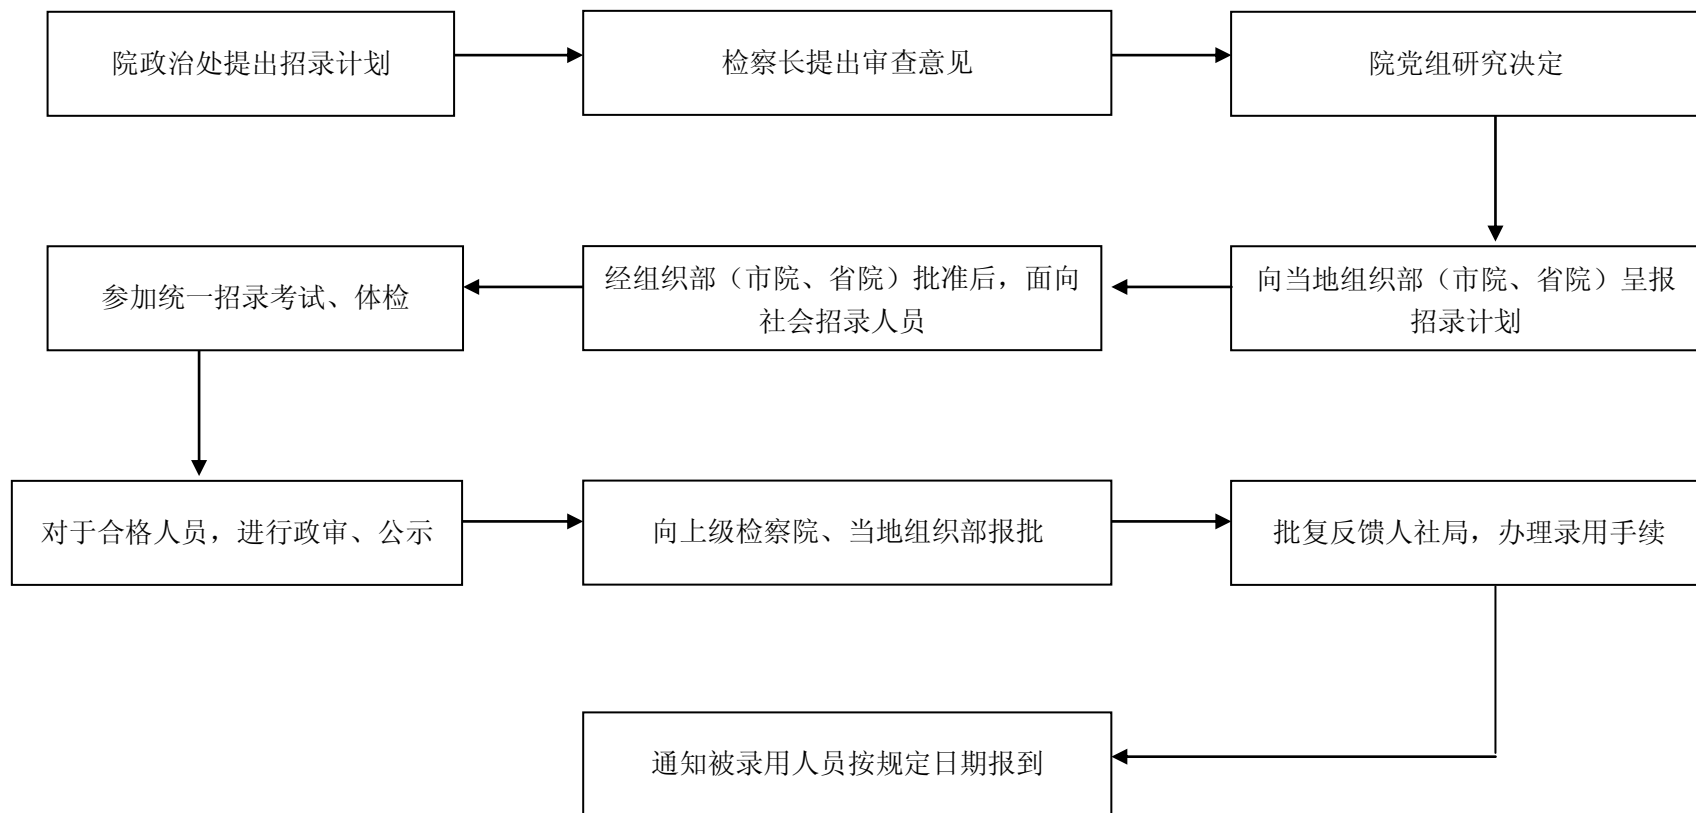 院政治处提出招录计划
检察长提出审查意见
院党组研究决定
向当地组织部（市院、省院）呈报
招录计划
经组织部（市院、省院）批准后，面向
社会招录人员
参加统一招录考试、体检
对于合格人员，进行政审、公示
向上级检察院、当地组织部报批
批复反馈人社局，办理录用手续
通知被录用人员按规定日期报到